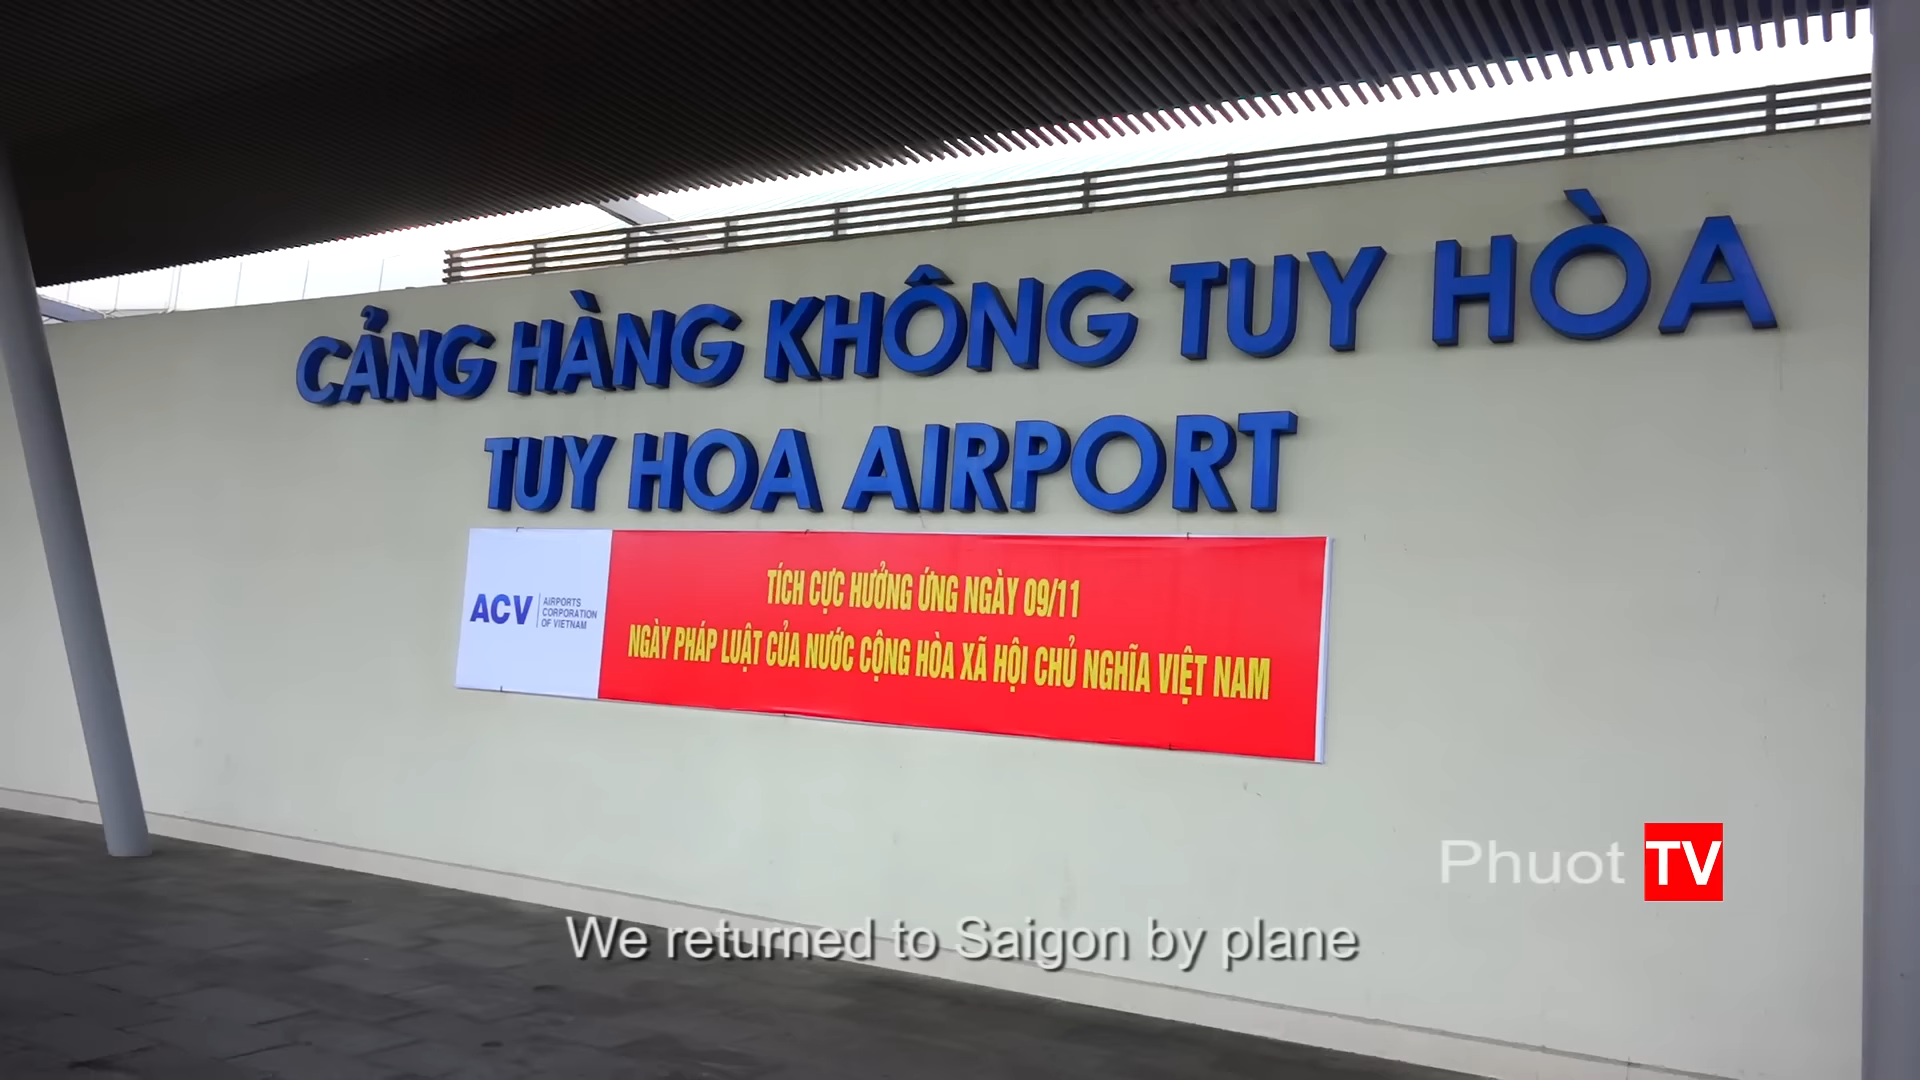 CẢNG HÀNG KHÔNG TUY HÒA
TUY HOA AIRPORT
ACV
AIRPORTS
CORPORATION
OF VIETNAM
TÍCH CỰC HƯỞNG ỨNG NGÀY 09/11
NGÀY PHÁP LUẬT CỦA NƯỚC CỘNG HÒA XÃ HỘI CHỦ NGHĨA VIỆT NAM
Phuot TV
We returned to Saigon by plane